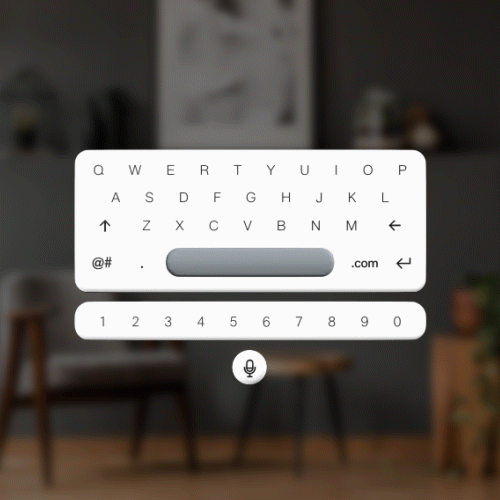 Q W E R T Y U I O P
A S D F G H J K L
↑ Z X C V B N M ←
@# . .com ↵
1 2 3 4 5 6 7 8 9 0